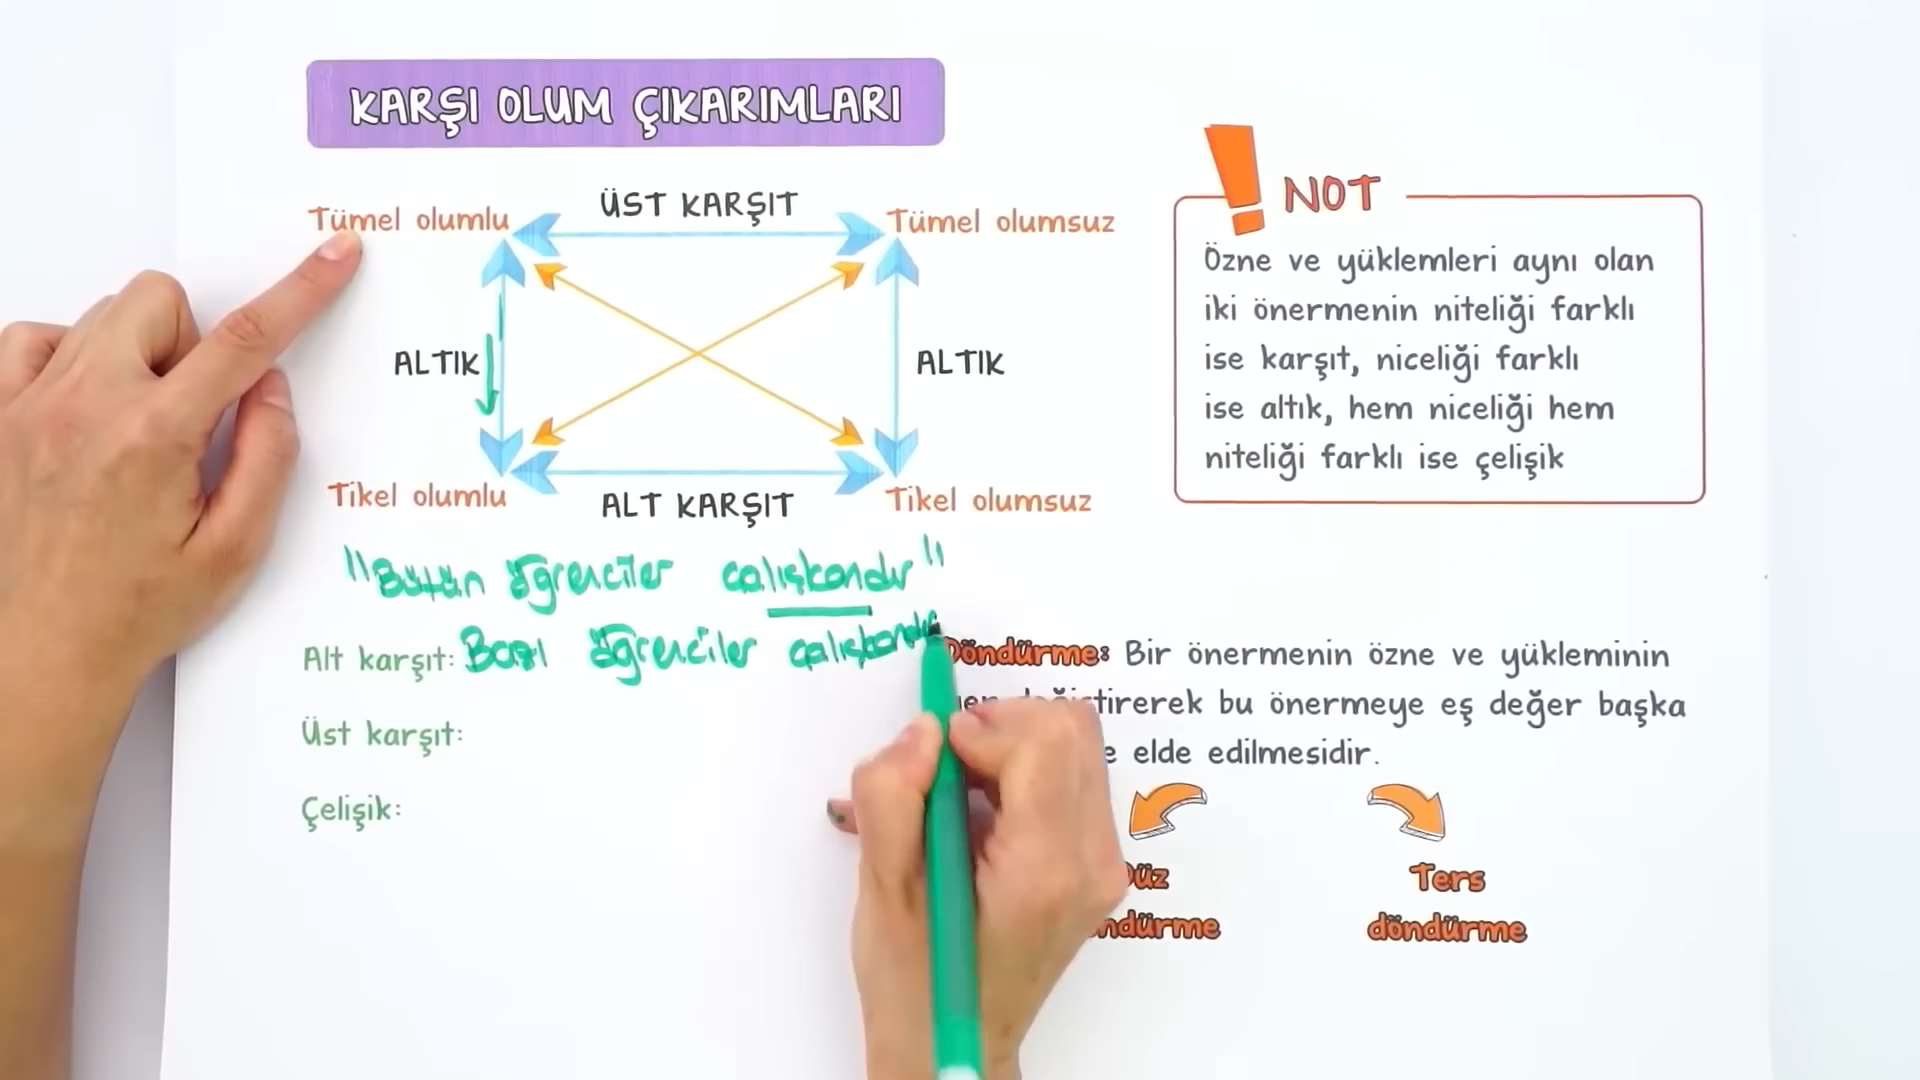 KARŞI OLUM ÇIKARIMLARI
ÜST KARŞIT
Tümel olumlu
Tümel olumsuz
ALTIK
ALTIK
Tikel olumlu
ALT KARŞIT
Tikel olumsuz
NOT
Özne ve yüklemleri aynı olan
iki önermenin niteliği farklı
ise karşıt, niceliği farklı
ise altık, hem niceliği hem
niteliği farklı ise çelişik
"Bütün öğrenciler çalışkandır"
Alt karşıt: Bazı öğrenciler çalışkandır
Üst karşıt:
Çelişik:
Döndürme: Bir önermenin özne ve yükleminin
bu önermeye eş değer başka
elde edilmesidir.
Ters
döndürme